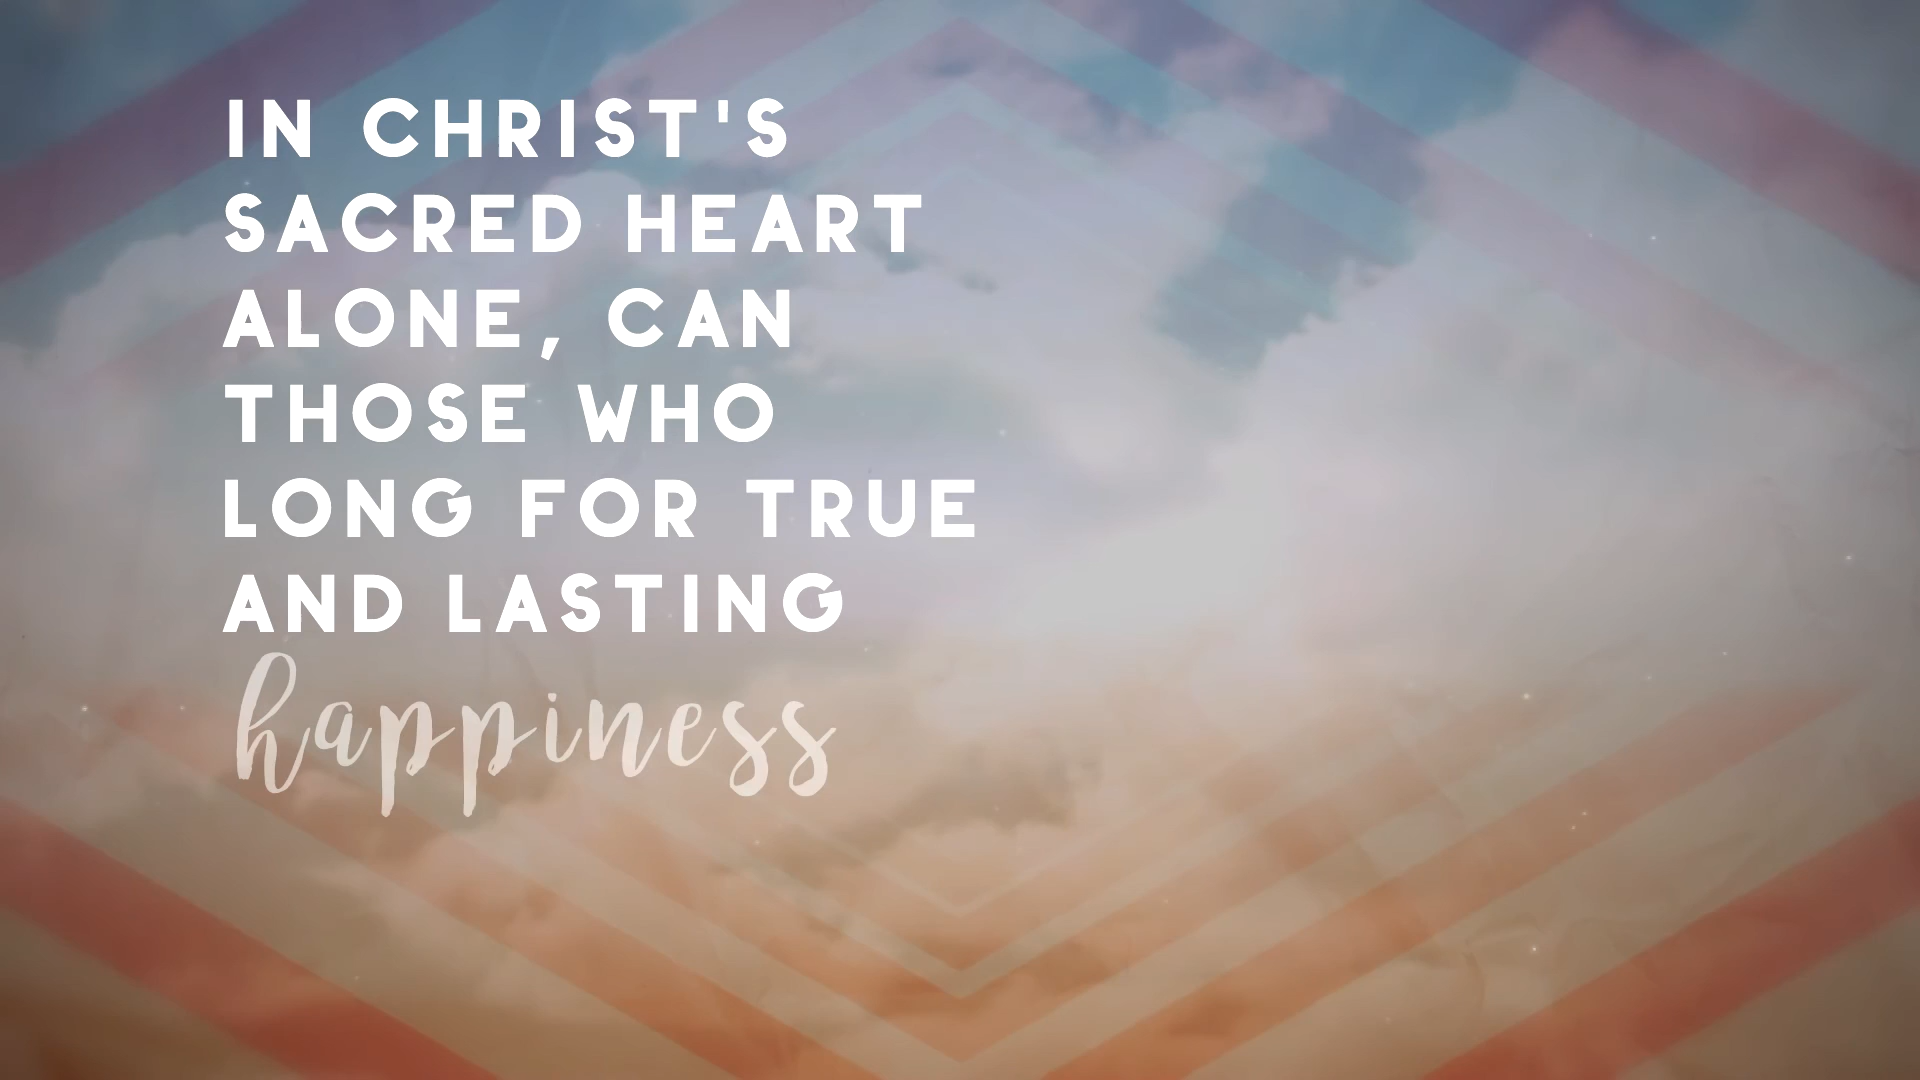 IN CHRIST'S
SACRED HEART
ALONE, CAN
THOSE WHO
LONG FOR TRUE
AND LASTING
happiness